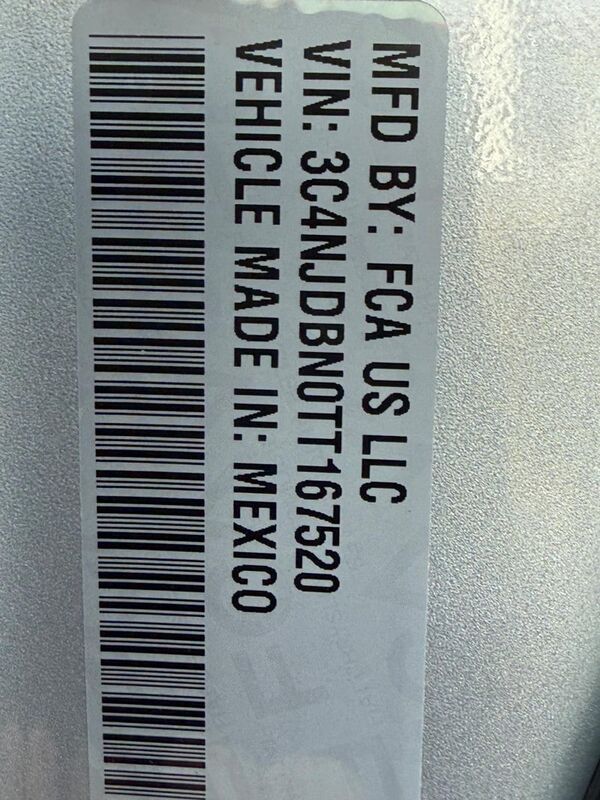 MFD BY: FCA US LLC
VIN: 3C4NJDBN0TT167520
VEHICLE MADE IN: MEXICO